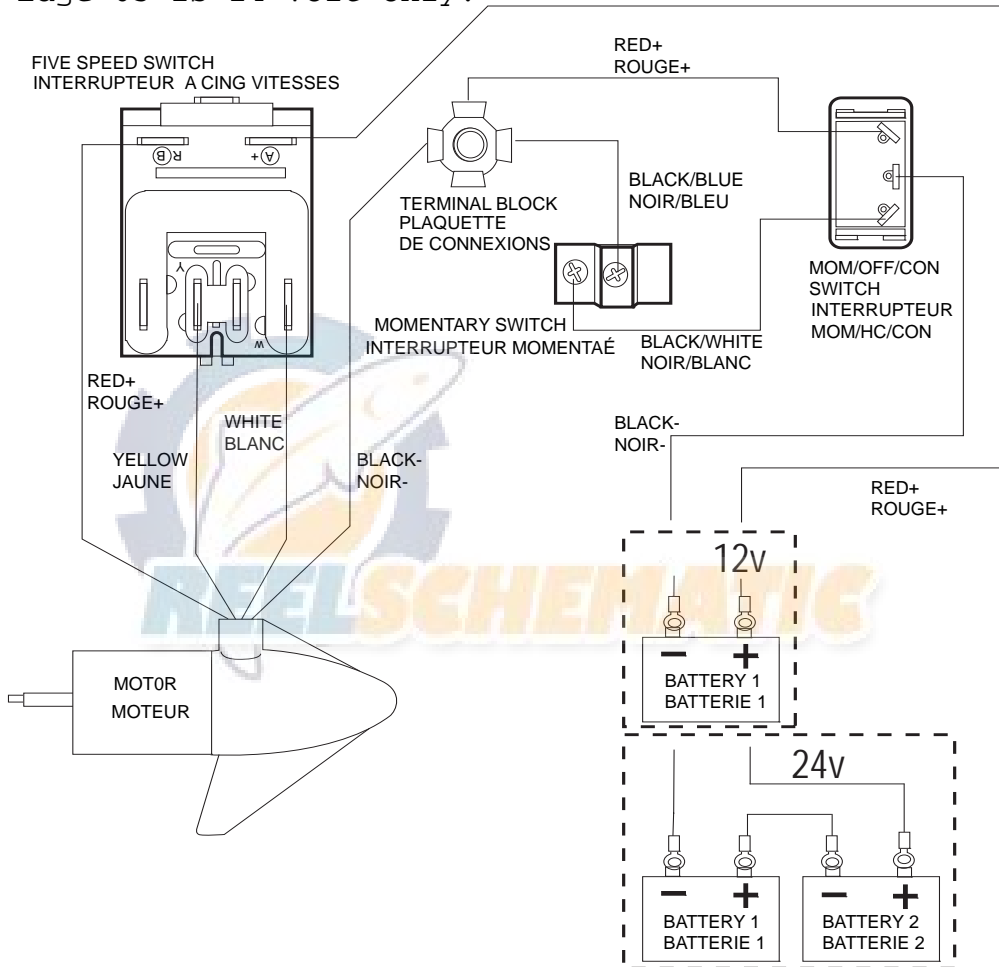 FIVE SPEED SWITCH
INTERRUPTEUR A CING VITESSES
RED+
ROUGE+
R B
A +
Y
W
TERMINAL BLOCK
PLAQUETTE
DE CONNEXIONS
BLACK/BLUE
NOIR/BLEU
MOM/OFF/CON
SWITCH
INTERRUPTEUR
MOM/HC/CON
MOMENTARY SWITCH
INTERRUPTEUR MOMENTAÉ
BLACK/WHITE
NOIR/BLANC
RED+
ROUGE+
WHITE
BLANC
YELLOW
JAUNE
BLACK-
NOIR-
BLACK-
NOIR-
RED+
ROUGE+
REELSCHEMATIC
MOT0R
MOTEUR
12v
− +
BATTERY 1
BATTERIE 1
24v
− +
BATTERY 1
BATTERIE 1
− +
BATTERY 2
BATTERIE 2